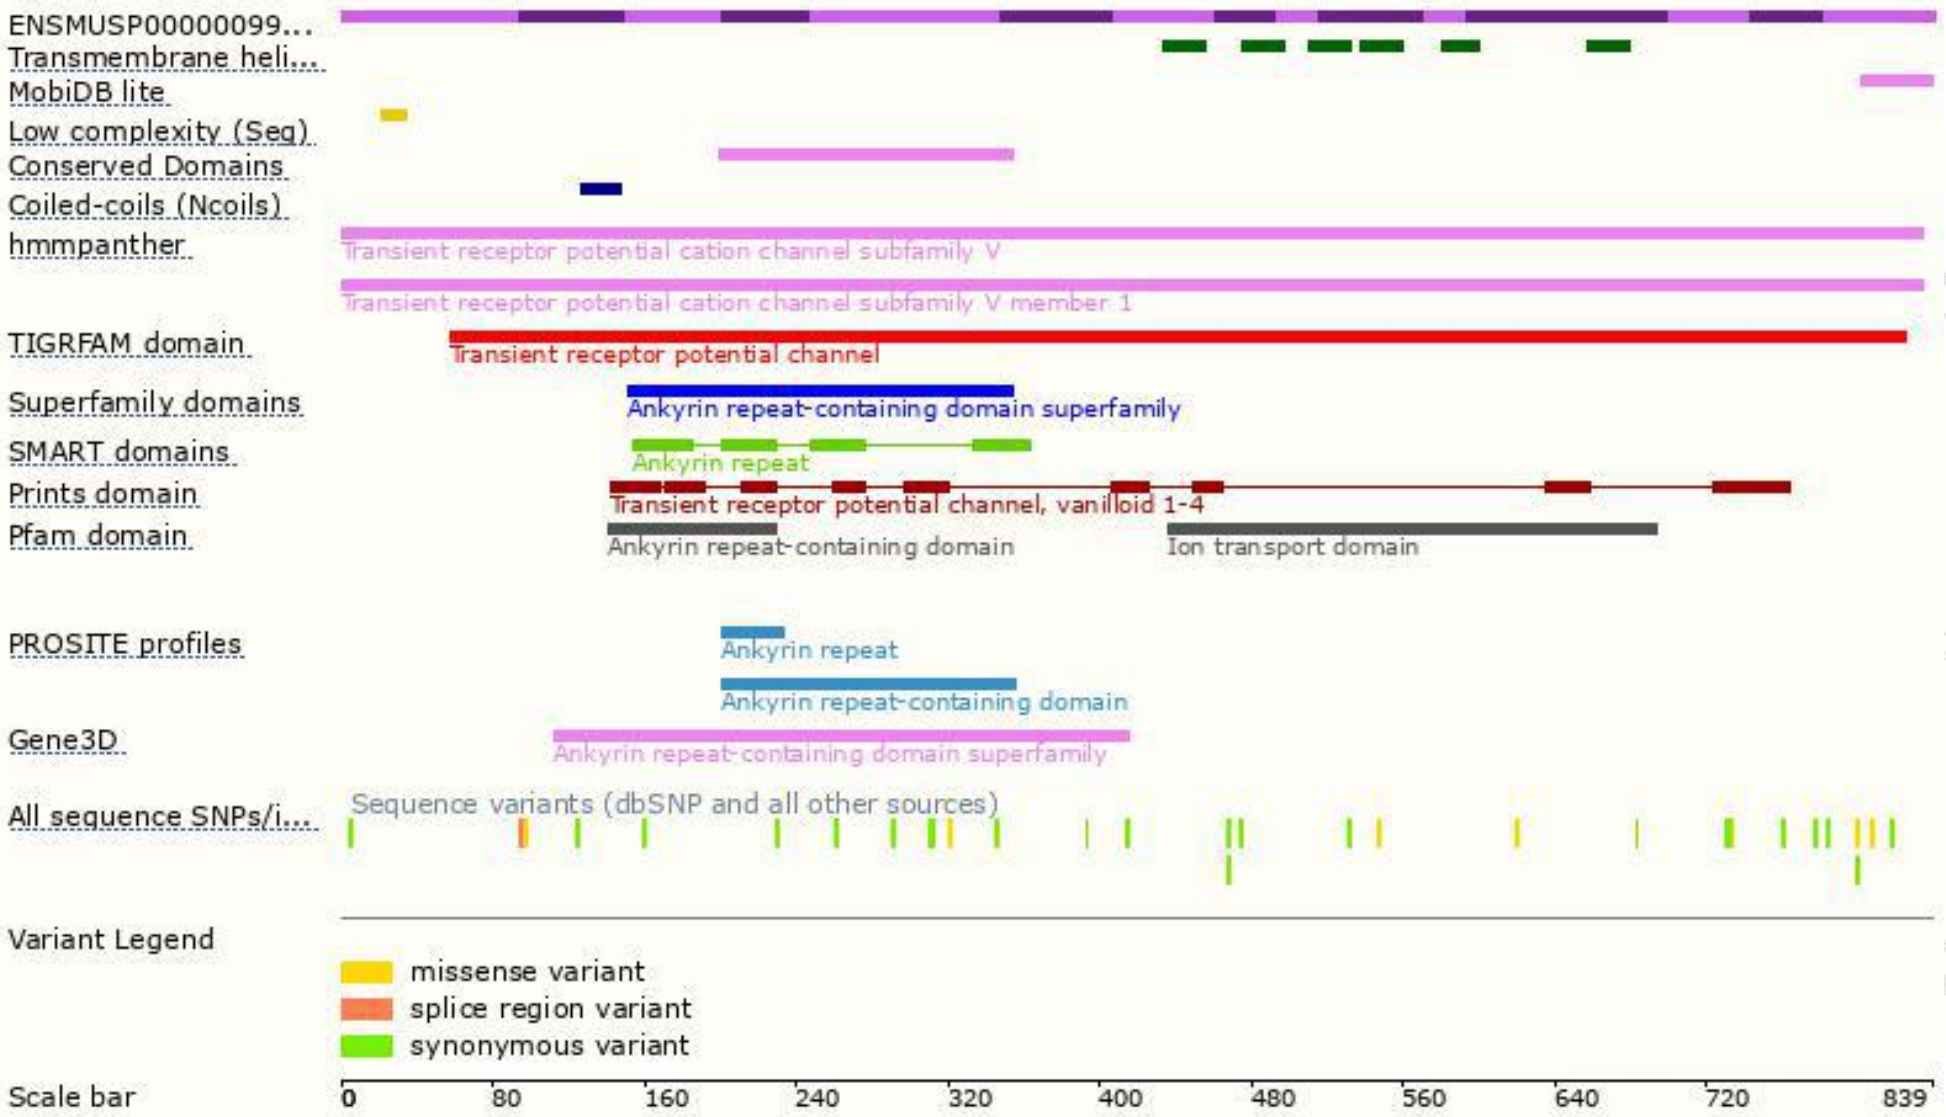 ENSMUSP00000099...
Transmembrane heli...
MobiDB lite
Low complexity (Seg)
Conserved Domains
Coiled-coils (Ncoils)
hmmpanther
Transient receptor potential cation channel subfamily V
Transient receptor potential cation channel subfamily V member 1
TIGRFAM domain
Transient receptor potential channel
Superfamily domains
Ankyrin repeat-containing domain superfamily
SMART domains
Ankyrin repeat
Prints domain
Transient receptor potential channel, vanilloid 1-4
Pfam domain
Ankyrin repeat-containing domain Ion transport domain
PROSITE profiles
Ankyrin repeat
Ankyrin repeat-containing domain
Gene3D
Ankyrin repeat-containing domain superfamily
Sequence variants (dbSNP and all other sources)
All sequence SNPs/i...
Variant Legend
missense variant
splice region variant
synonymous variant
Scale bar 0 80 160 240 320 400 480 560 640 720 839